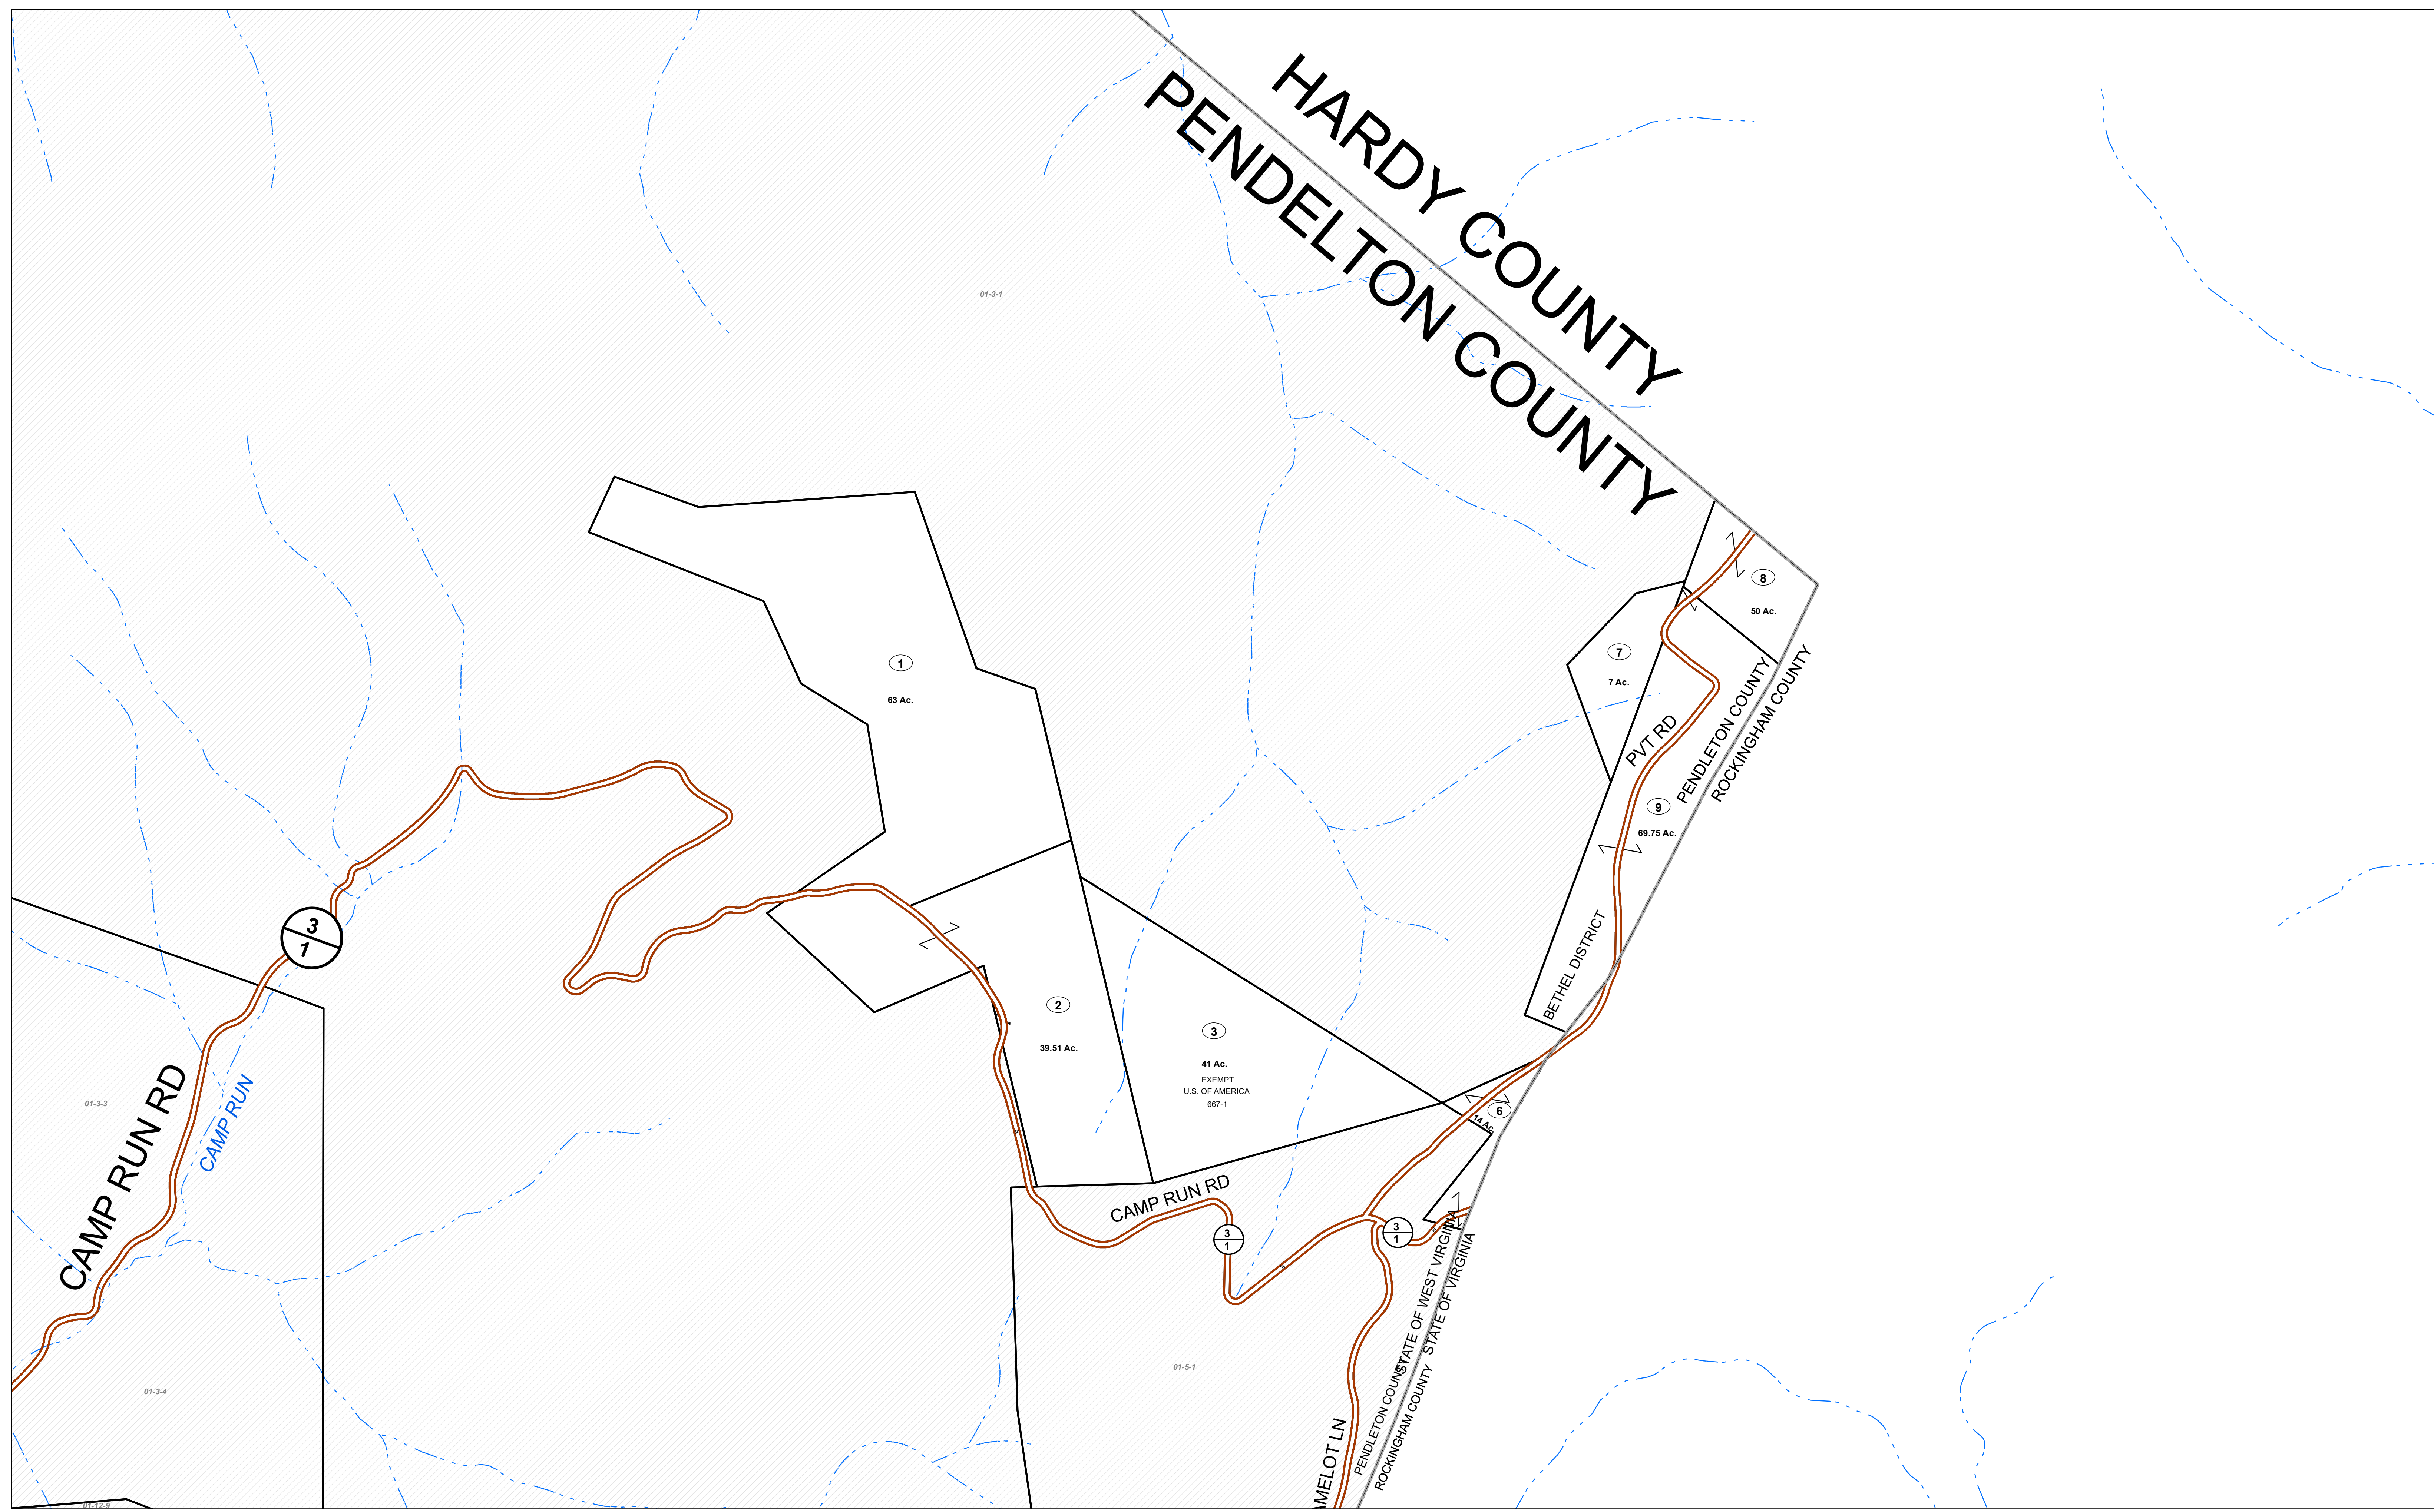 HARDY COUNTY
PENDELTON COUNTY
01-3-1
8
50 Ac.
7
7 Ac.
1
63 Ac.
PVT RD
PENDLETON COUNTY
ROCKINGHAM COUNTY
9
69.75 Ac.
3
1
BETHEL DISTRICT
2
39.51 Ac.
3
41 Ac.
EXEMPT
U.S. OF AMERICA
667-1
01-3-3
CAMP RUN RD
CAMP RUN
6
14 Ac.
CAMP RUN RD
3
1
3
1
STATE OF WEST VIRGINIA
STATE OF VIRGINIA
01-5-1
01-3-4
PENDLETON COUNTY
ROCKINGHAM COUNTY
AMELOT LN
01-12-9